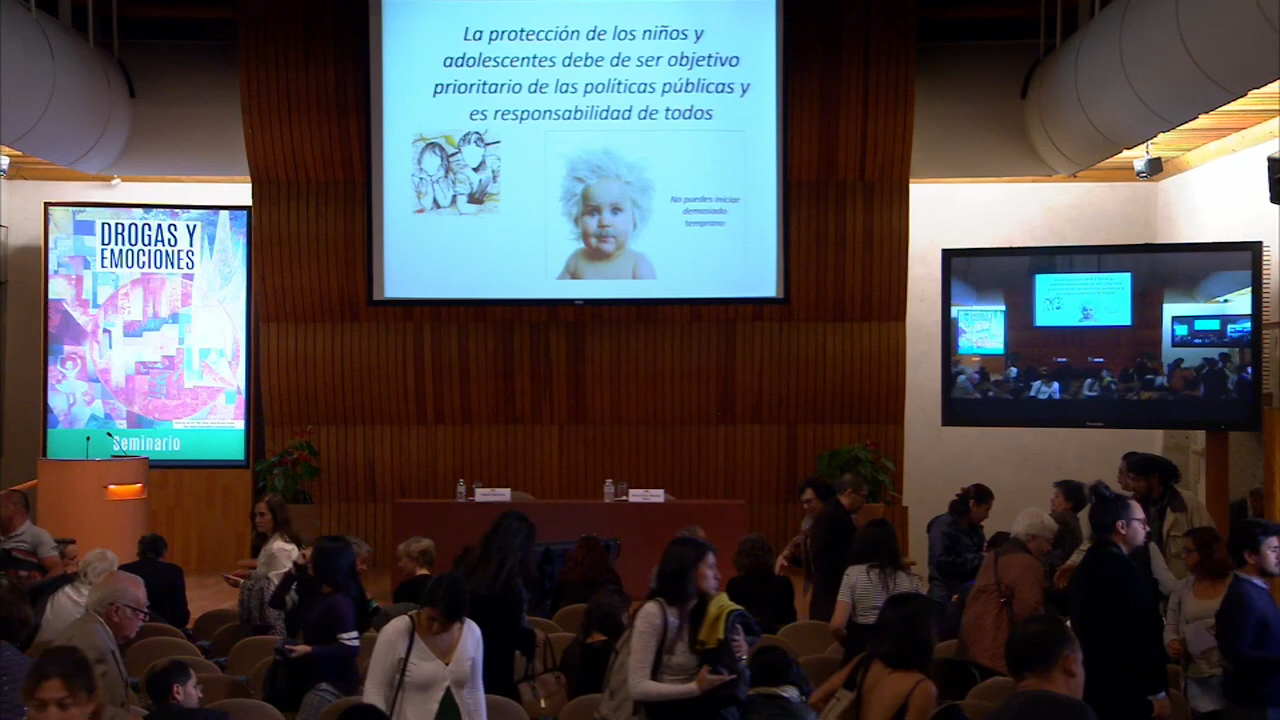 La protección de los niños y
adolescentes debe de ser objetivo
prioritario de las políticas públicas y
es responsabilidad de todos
No puedes iniciar
demasiado
temprano
DROGAS Y
EMOCIONES
Seminario